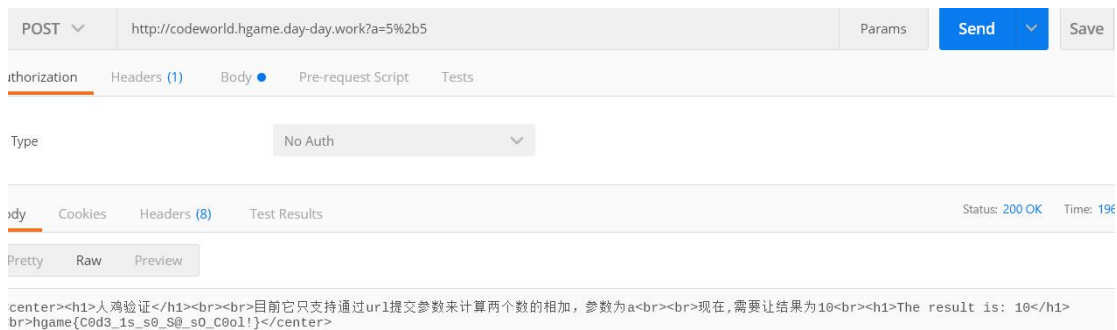 POST http://codeworld.hgame.day-day.work?a=5%2b5 Params Send Save
uthorization Headers (1) Body Pre-request Script Tests
Type No Auth
ody Cookies Headers (8) Test Results Status: 200 OK Time: 196
Pretty Raw Preview
center><h1>人鸡验证</h1><br><br>目前它只支持通过url提交参数来计算两个数的相加，参数为a<br><br>现在,需要让结果为10<br><h1>The result is: 10</h1>
br>hgame{C0d3_1s_s0_S@_sO_C0ol!}</center>